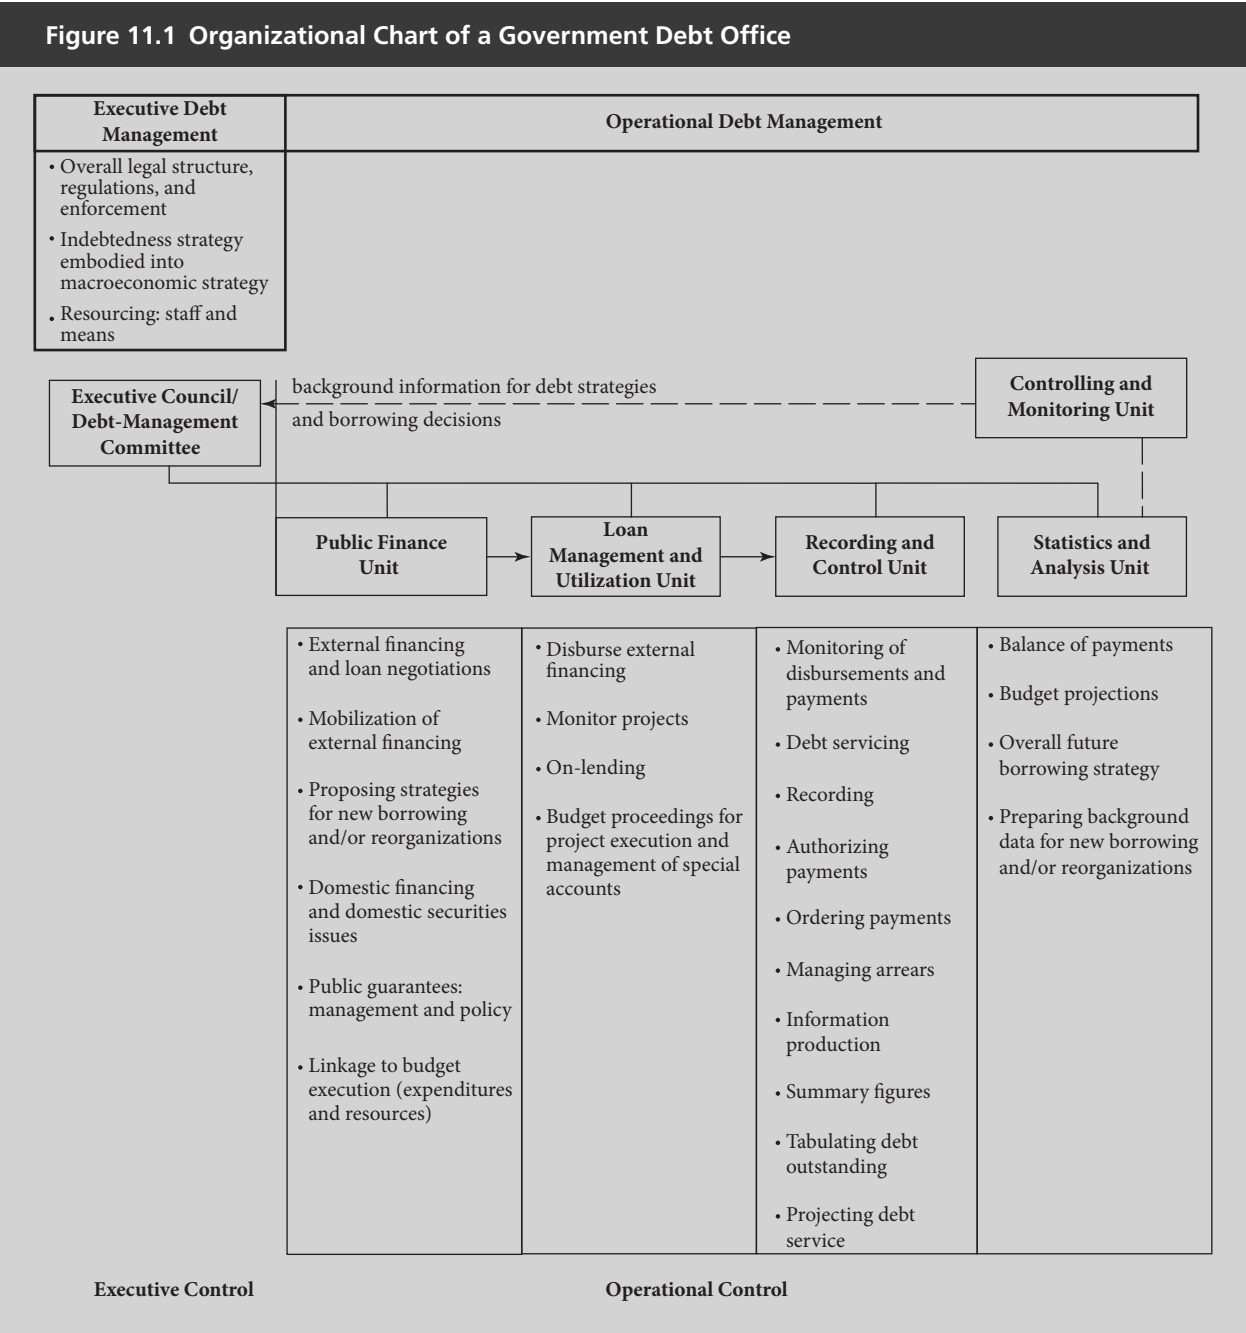 Figure 11.1 Organizational Chart of a Government Debt Office
Executive Debt
Management
Operational Debt Management
• Overall legal structure,
regulations, and
enforcement
• Indebtedness strategy
embodied into
macroeconomic strategy
• Resourcing: staff and
means
Executive Council/
Debt-Management
Committee
background information for debt strategies
and borrowing decisions
Controlling and
Monitoring Unit
Public Finance
Unit
Loan
Management and
Utilization Unit
Recording and
Control Unit
Statistics and
Analysis Unit
• External financing
and loan negotiations
• Mobilization of
external financing
• Proposing strategies
for new borrowing
and/or reorganizations
• Domestic financing
and domestic securities
issues
• Public guarantees:
management and policy
• Linkage to budget
execution (expenditures
and resources)
• Disburse external
financing
• Monitor projects
• On-lending
• Budget proceedings for
project execution and
management of special
accounts
• Monitoring of
disbursements and
payments
• Debt servicing
• Recording
• Authorizing
payments
• Ordering payments
• Managing arrears
• Information
production
• Summary figures
• Tabulating debt
outstanding
• Projecting debt
service
• Balance of payments
• Budget projections
• Overall future
borrowing strategy
• Preparing background
data for new borrowing
and/or reorganizations
Executive Control
Operational Control